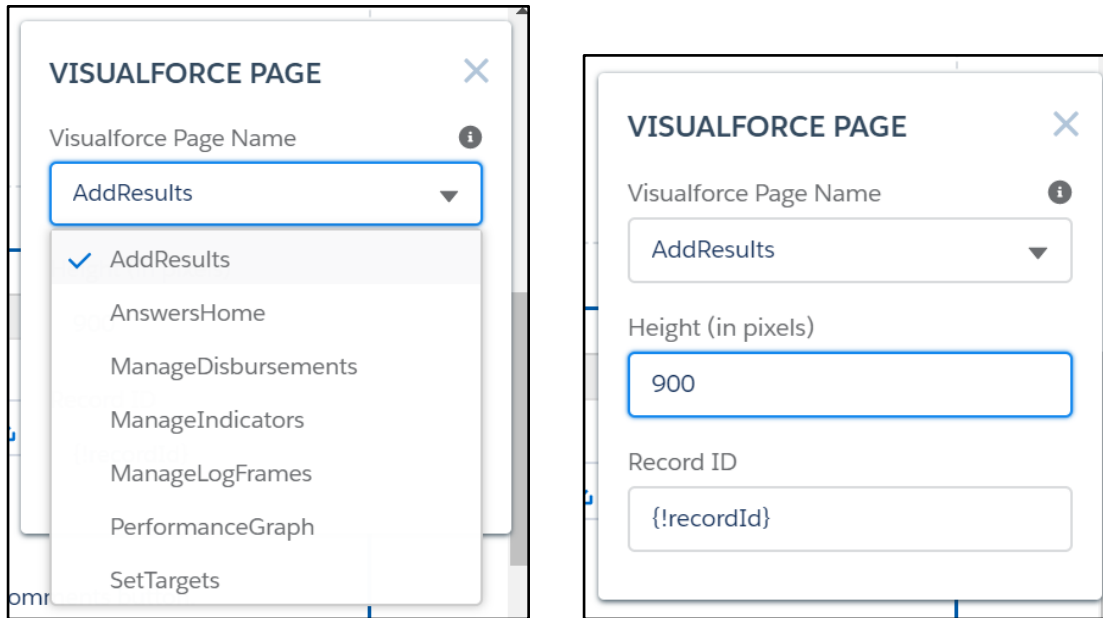 VISUALFORCE PAGE
Visualforce Page Name
AddResults
AddResults
AnswersHome
ManageDisbursements
ManageIndicators
ManageLogFrames
PerformanceGraph
SetTargets
VISUALFORCE PAGE
Visualforce Page Name
AddResults
Height (in pixels)
900
Record ID
{!recordId}